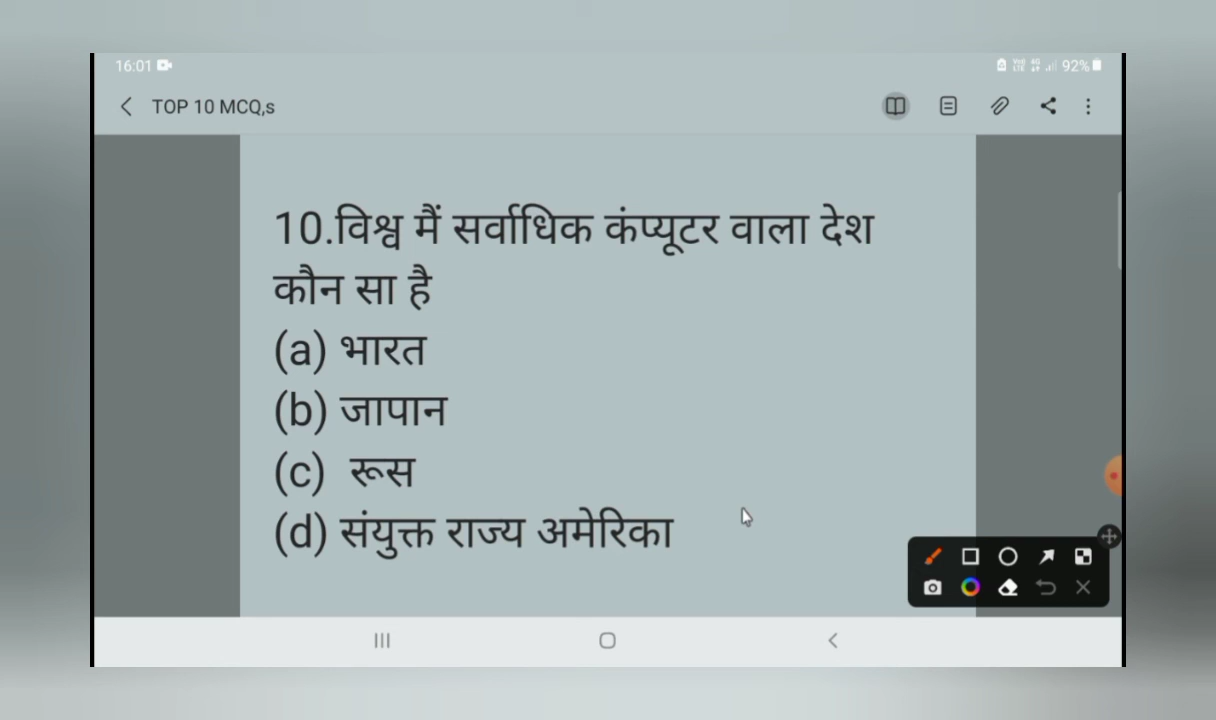 16:01 92%
TOP 10 MCQ,s
10.विश्व मैं सर्वाधिक कंप्यूटर वाला देश
कौन सा है
(a) भारत
(b) जापान
(c) रूस
(d) संयुक्त राज्य अमेरिका